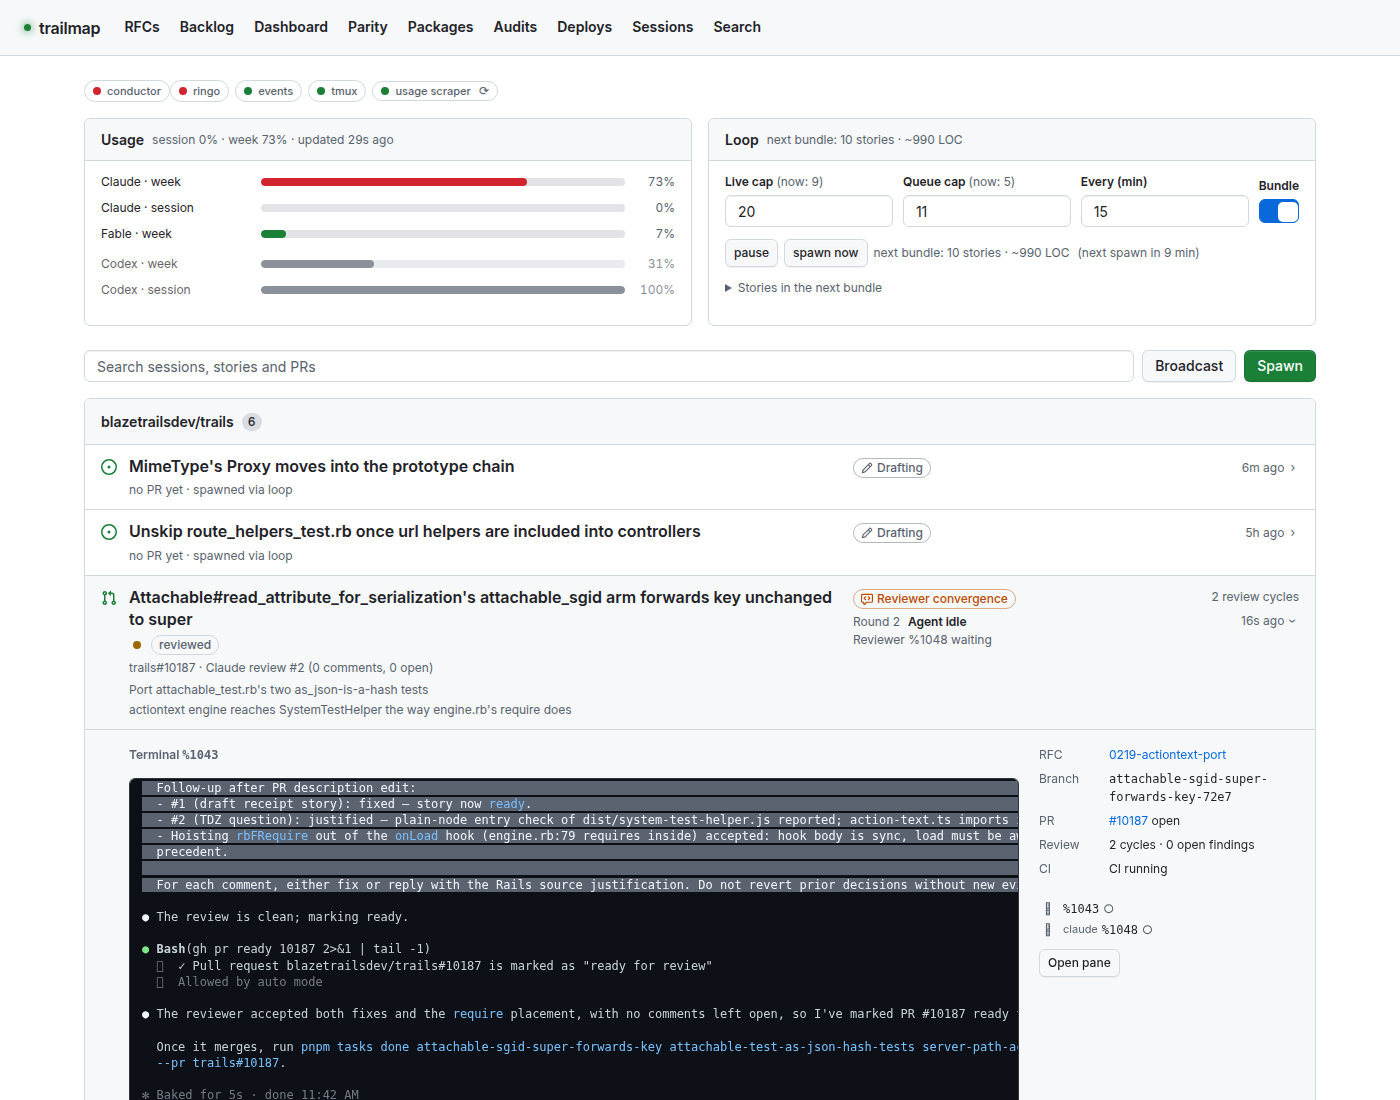 trailmap RFCs Backlog Dashboard Parity Packages Audits Deploys Sessions Search
conductor ringo events tmux usage scraper ⟳
Usage session 0% · week 73% · updated 29s ago
Claude · week 73%
Claude · session 0%
Fable · week 7%
Codex · week 31%
Codex · session 100%
Loop next bundle: 10 stories · ~990 LOC
Live cap (now: 9) Queue cap (now: 5) Every (min) Bundle
20 11 15
pause spawn now next bundle: 10 stories · ~990 LOC (next spawn in 9 min)
▶ Stories in the next bundle
Search sessions, stories and PRs Broadcast Spawn
blazetrailsdev/trails 6
MimeType's Proxy moves into the prototype chain Drafting 6m ago ›
no PR yet · spawned via loop
Unskip route_helpers_test.rb once url helpers are included into controllers Drafting 5h ago ›
no PR yet · spawned via loop
Attachable#read_attribute_for_serialization's attachable_sgid arm forwards key unchanged
to super
Reviewer convergence 2 review cycles
Round 2 Agent idle 16s ago
Reviewer %1048 waiting
reviewed
trails#10187 · Claude review #2 (0 comments, 0 open)
Port attachable_test.rb's two as_json-is-a-hash tests
actiontext engine reaches SystemTestHelper the way engine.rb's require does
Terminal %1043
Follow-up after PR description edit:
- #1 (draft receipt story): fixed — story now ready.
- #2 (TDZ question): justified — plain-node entry check of dist/system-test-helper.js reported; action-text.ts imports
- Hoisting rbFRequire out of the onLoad hook (engine.rb:79 requires inside) accepted: hook body is sync, load must be
precedent.
For each comment, either fix or reply with the Rails source justification. Do not revert prior decisions without new
● The review is clean; marking ready.
● Bash(gh pr ready 10187 2>&1 | tail -1)
✓ Pull request blazetrailsdev/trails#10187 is marked as "ready for review"
Allowed by auto mode
● The reviewer accepted both fixes and the require placement, with no comments left open, so I've marked PR #10187 ready
Once it merges, run pnpm tasks done attachable-sgid-super-forwards-key attachable-test-as-json-hash-tests
--pr trails#10187.
✻ Baked for 5s · done 11:42 AM
RFC 0219-actiontext-port
Branch attachable-sgid-super-
forwards-key-72e7
PR #10187 open
Review 2 cycles · 0 open findings
CI CI running
%1043
claude %1048
Open pane